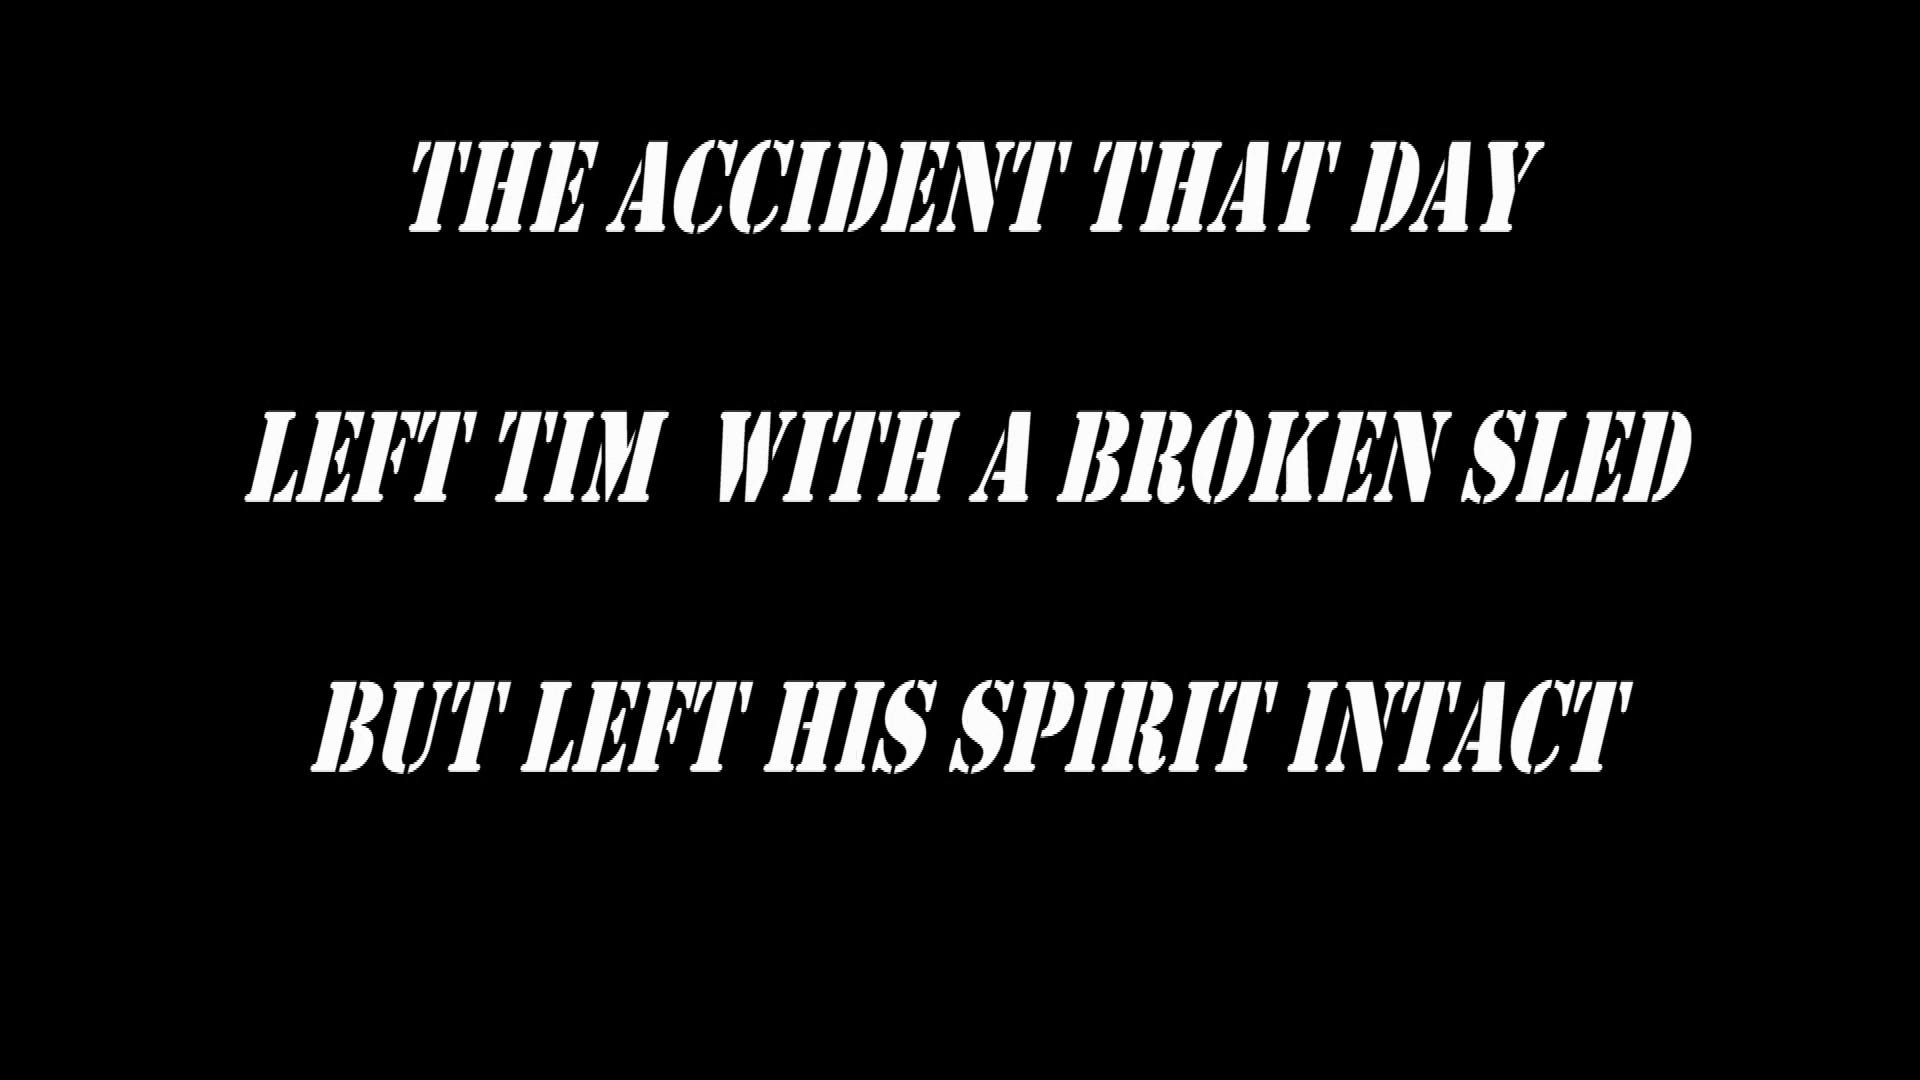 THE ACCIDENT THAT DAY
LEFT TIM  WITH A BROKEN SLED
BUT LEFT HIS SPIRIT INTACT